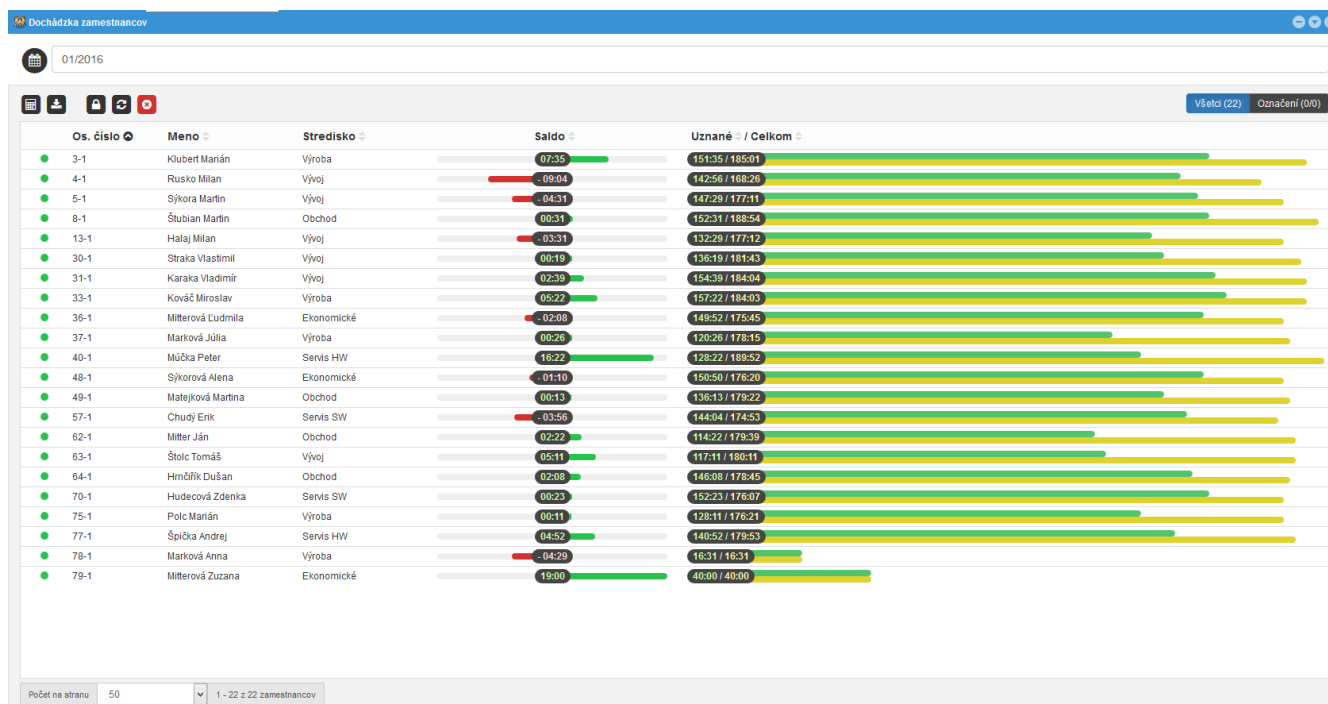 Dochádzka zamestnancov
01/2016
Všetci (22) Označení (0/0)
Os. číslo Meno Stredisko Saldo Uznané / Celkom
3-1 Klubert Marián Výroba 07:35 151:35 / 185:01
4-1 Rusko Milan Vývoj - 09:04 142:56 / 168:26
5-1 Sýkora Martin Vývoj - 04:31 147:29 / 177:11
8-1 Štubian Martin Obchod 00:31 152:31 / 188:54
13-1 Halaj Milan Vývoj - 03:31 132:29 / 177:12
30-1 Straka Vlastimil Vývoj 00:19 136:19 / 181:43
31-1 Karaka Vladimír Vývoj 02:39 154:39 / 184:04
33-1 Kováč Miroslav Výroba 05:22 157:22 / 184:03
36-1 Mitterová Ľudmila Ekonomické - 02:08 149:52 / 175:45
37-1 Marková Júlia Výroba 00:26 120:26 / 178:15
40-1 Múčka Peter Servis HW 16:22 128:22 / 189:52
48-1 Sýkorová Alena Ekonomické - 01:10 150:50 / 176:20
49-1 Matejková Martina Obchod 00:13 136:13 / 179:22
57-1 Chudý Erik Servis SW - 03:56 144:04 / 174:53
62-1 Mitter Ján Obchod 02:22 114:22 / 179:39
63-1 Štolc Tomáš Vývoj 05:11 117:11 / 180:11
64-1 Hrnčiřík Dušan Obchod 02:08 146:08 / 178:45
70-1 Hudecová Zdenka Servis SW 00:23 152:23 / 176:07
75-1 Polc Marián Výroba 00:11 128:11 / 176:21
77-1 Špička Andrej Servis HW 04:52 140:52 / 179:53
78-1 Marková Anna Výroba - 04:29 16:31 / 16:31
79-1 Mitterová Zuzana Ekonomické 19:00 40:00 / 40:00
Počet na stranu 50 1 - 22 z 22 zamestnancov